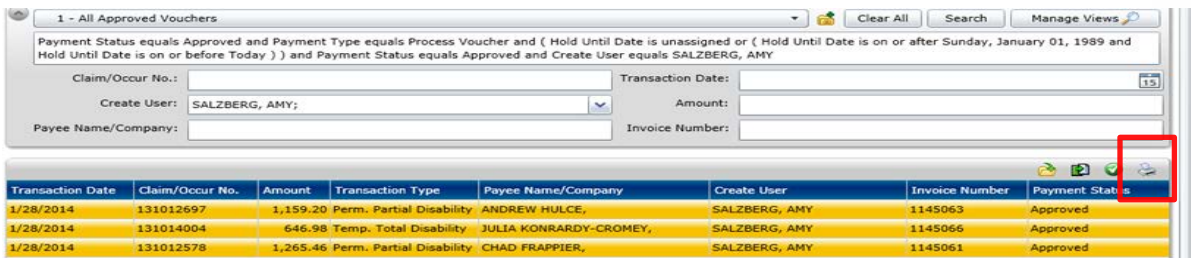 1 - All Approved Vouchers Clear All Search Manage Views
Payment Status equals Approved and Payment Type equals Process Voucher and ( Hold Until Date is unassigned or ( Hold Until Date is on or after Sunday, January 01, 1989 and
Hold Until Date is on or before Today ) ) and Payment Status equals Approved and Create User equals SALZBERG, AMY
Claim/Occur No.: Transaction Date: 15
Create User: SALZBERG, AMY; Amount:
Payee Name/Company: Invoice Number:
Transaction Date Claim/Occur No. Amount Transaction Type Payee Name/Company Create User Invoice Number Payment Status
1/28/2014 131012697 1,159.20 Perm. Partial Disability ANDREW HULCE, SALZBERG, AMY 1145063 Approved
1/28/2014 131014004 646.98 Temp. Total Disability JULIA KONRARDY-CROMEY, SALZBERG, AMY 1145066 Approved
1/28/2014 131012578 1,265.46 Perm. Partial Disability CHAD FRAPPIER, SALZBERG, AMY 1145061 Approved